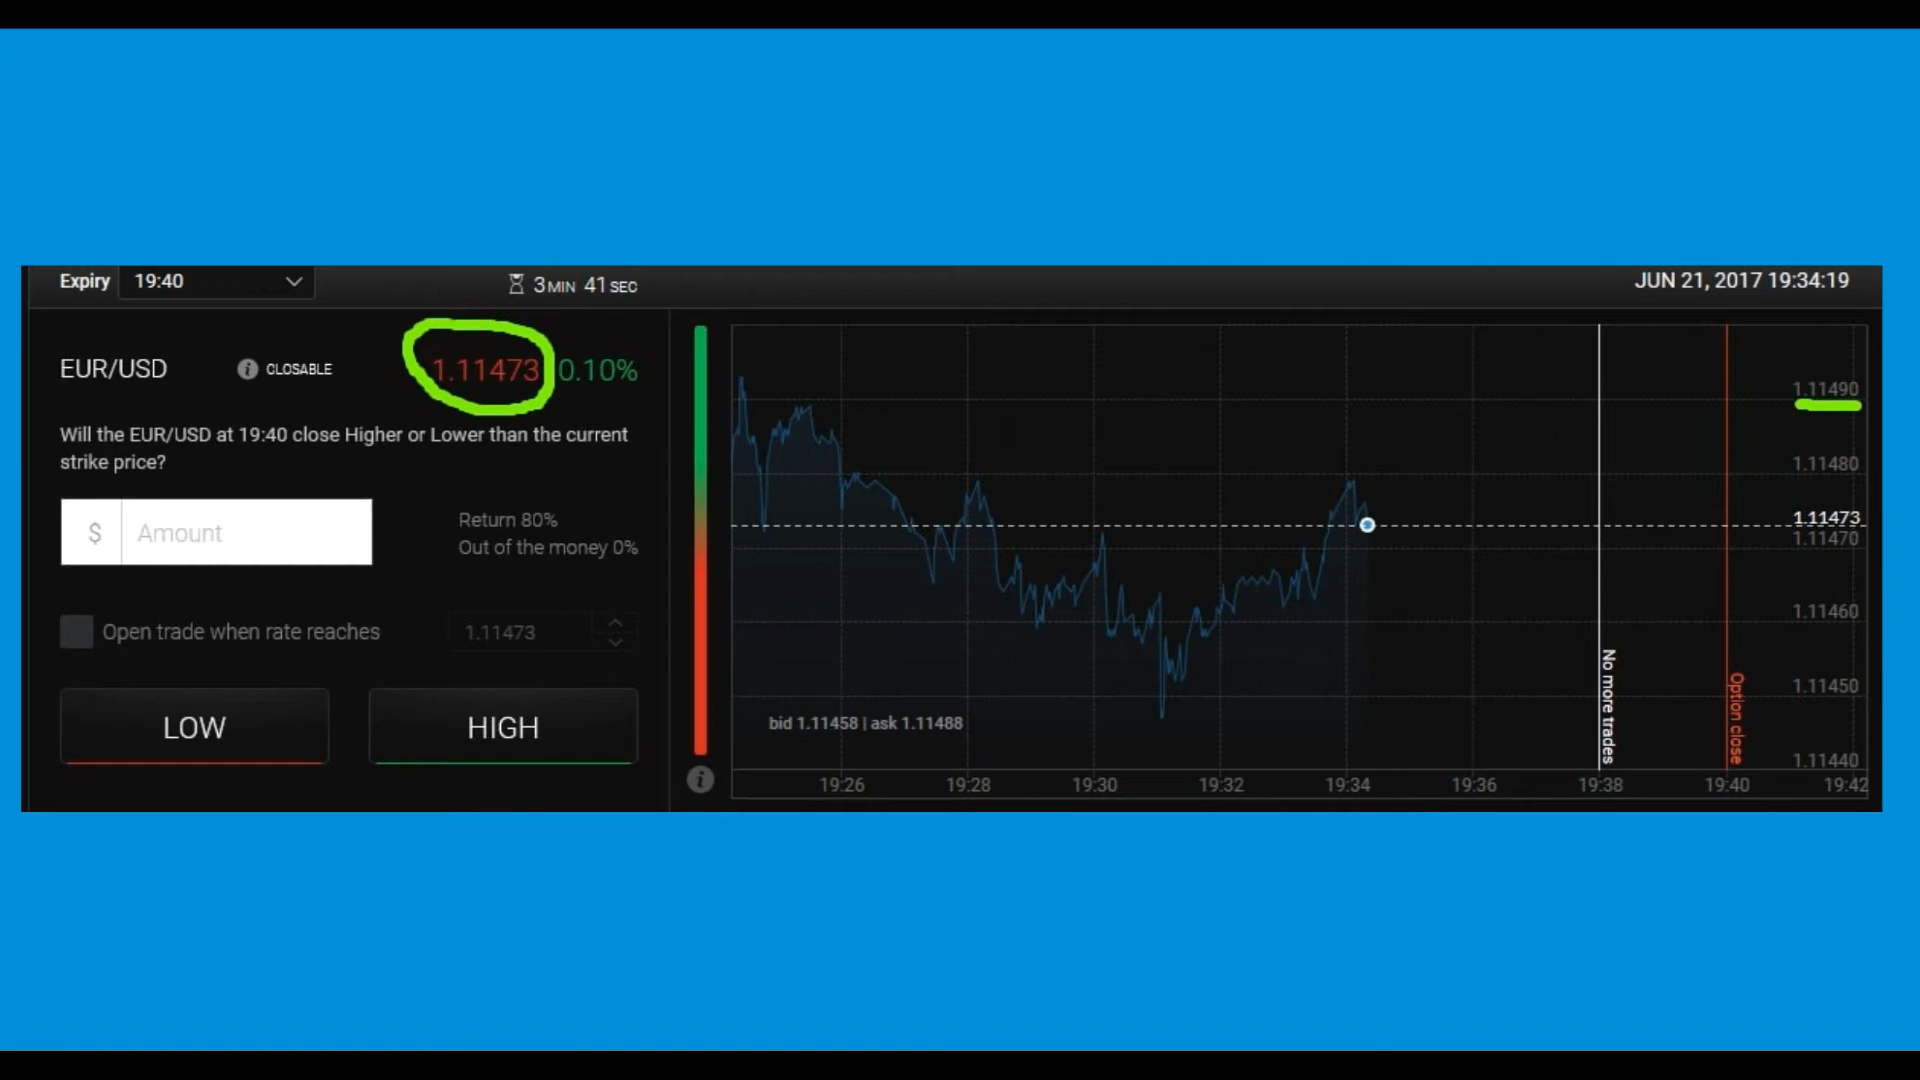 Expiry 19:40 3 MIN 41 SEC JUN 21, 2017 19:34:19
EUR/USD i CLOSABLE 1.11473 0.10%
Will the EUR/USD at 19:40 close Higher or Lower than the current
strike price?
$ Amount
Return 80%
Out of the money 0%
Open trade when rate reaches 1.11473
LOW HIGH
i
bid 1.11458 | ask 1.11488
No more trades
Option close
1.11490
1.11480
1.11473
1.11470
1.11460
1.11450
1.11440
19:26 19:28 19:30 19:32 19:34 19:36 19:38 19:40 19:42